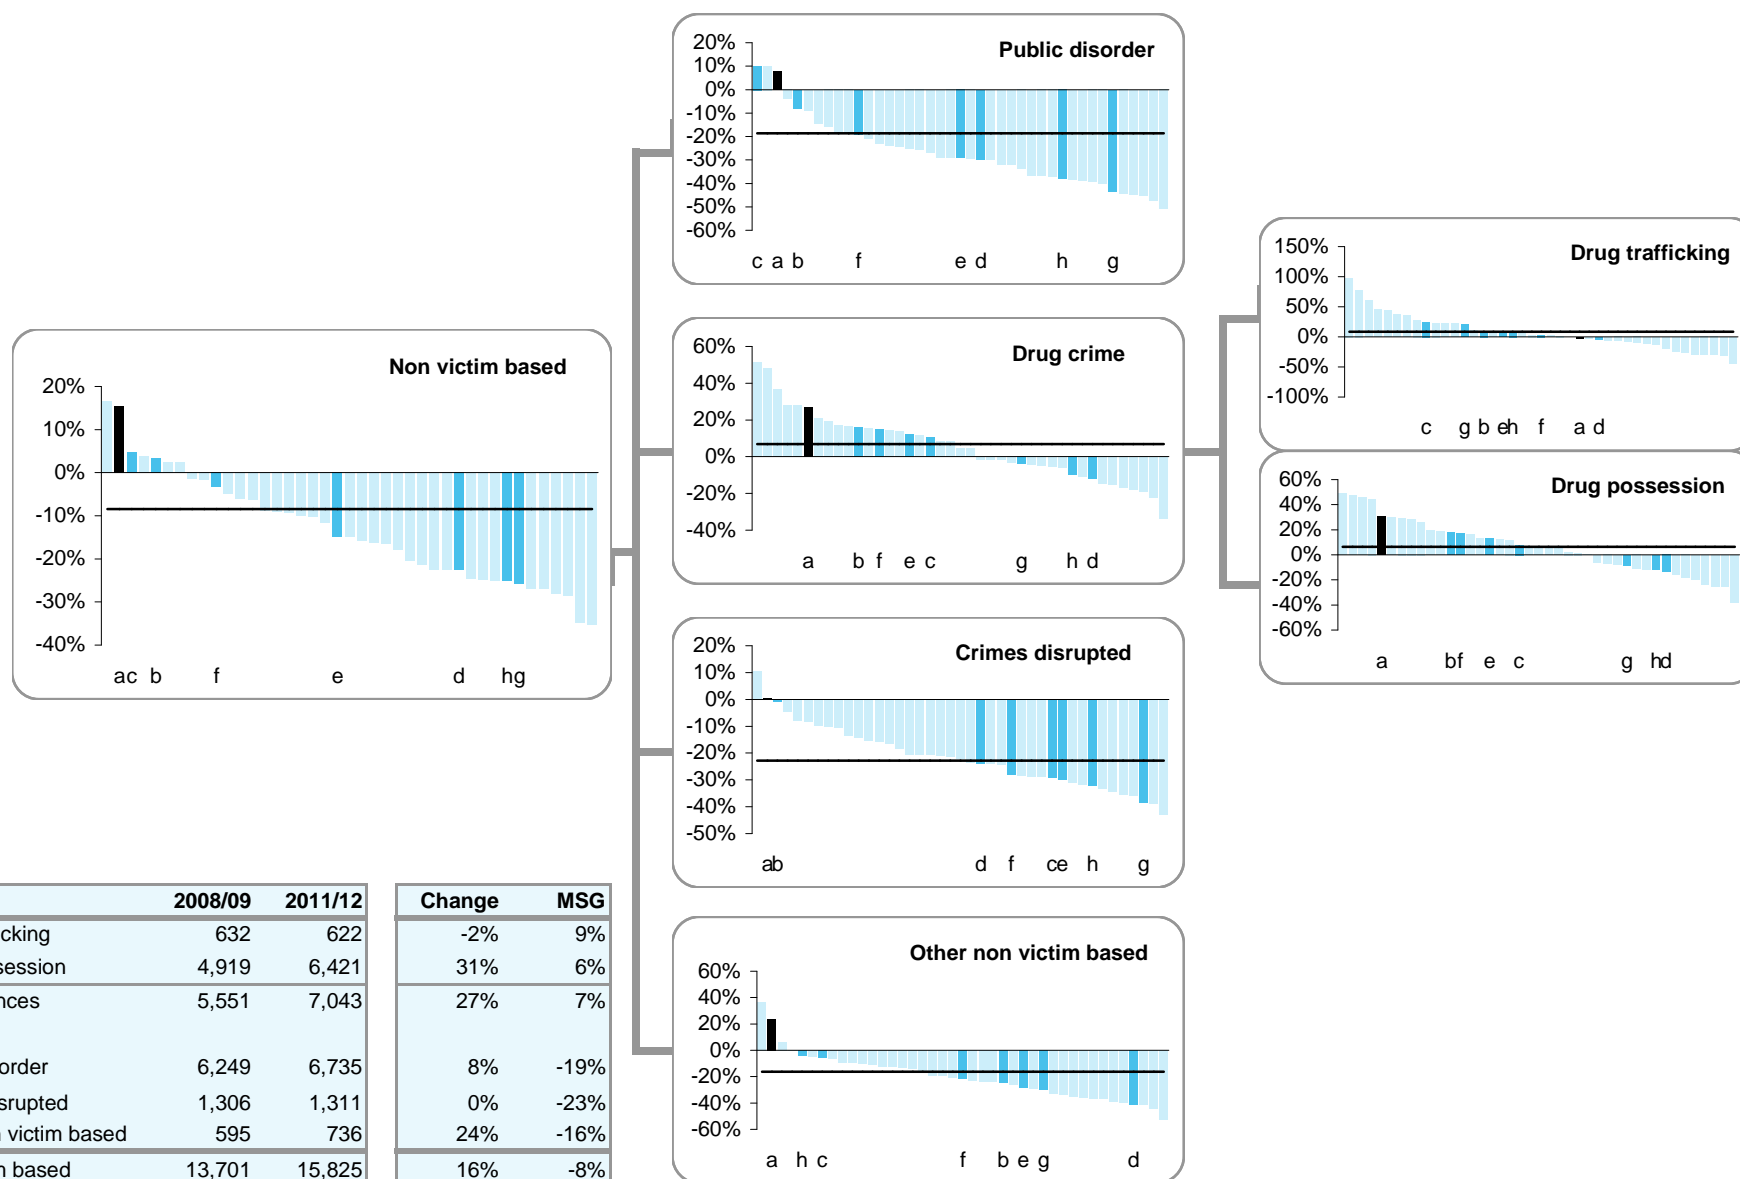 Public disorder
20%
10%
0%
-10%
-20%
-30%
-40%
-50%
-60%
c a b f e d h g
Drug trafficking
150%
100%
50%
0%
-50%
-100%
c g b eh f a d
Drug crime
60%
40%
20%
0%
-20%
-40%
a b f e c g h d
Non victim based
20%
10%
0%
-10%
-20%
-30%
-40%
ac b f e d hg
Drug possession
60%
40%
20%
0%
-20%
-40%
-60%
a bf e c g hd
Crimes disrupted
20%
10%
0%
-10%
-20%
-30%
-40%
-50%
ab d f ce h g
Other non victim based
60%
40%
20%
0%
-20%
-40%
-60%
a h c f b e g d
2008/09 2011/12 Change MSG
cking 632 622 -2% 9%
session 4,919 6,421 31% 6%
nces 5,551 7,043 27% 7%
order 6,249 6,735 8% -19%
srupted 1,306 1,311 0% -23%
victim based 595 736 24% -16%
based 13,701 15,825 16% -8%